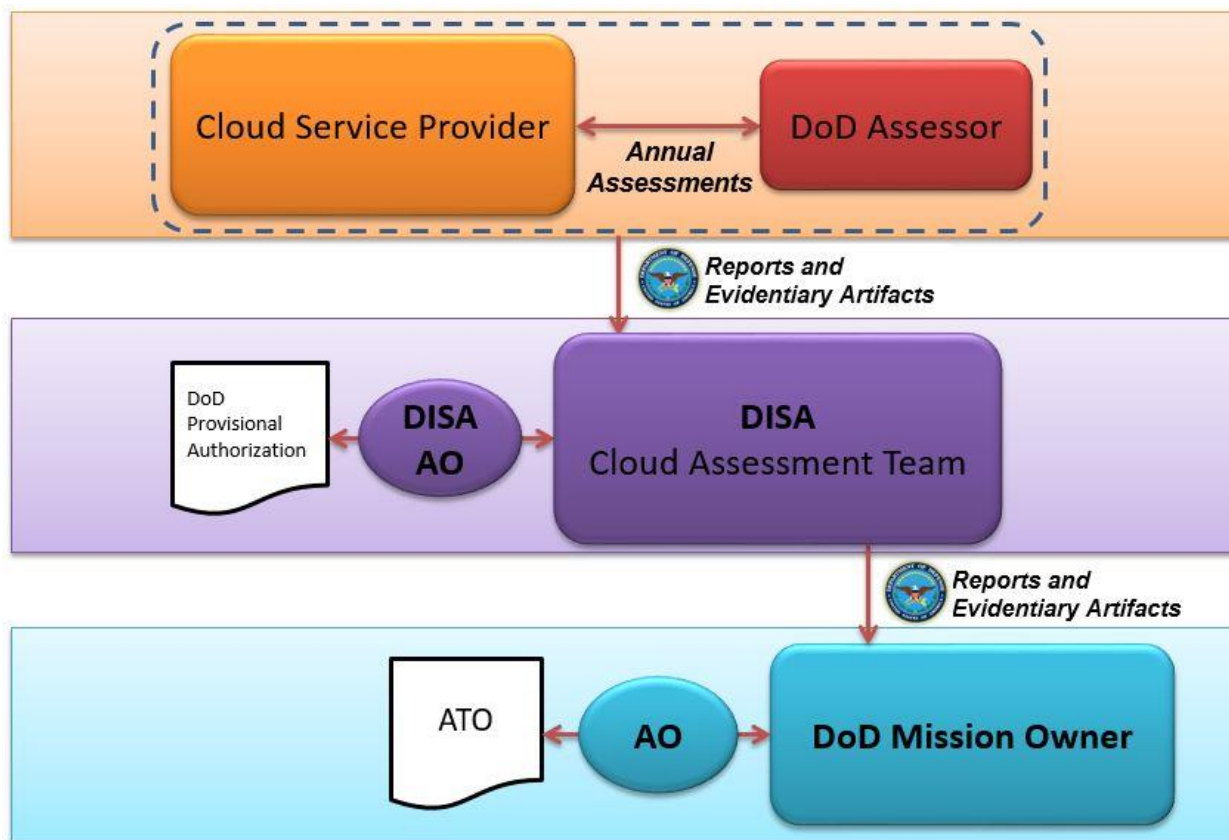 Cloud Service Provider
DoD Assessor
Annual
Assessments
Reports and
Evidentiary Artifacts
DoD
Provisional
Authorization
DISA
AO
DISA
Cloud Assessment Team
Reports and
Evidentiary Artifacts
ATO
AO
DoD Mission Owner